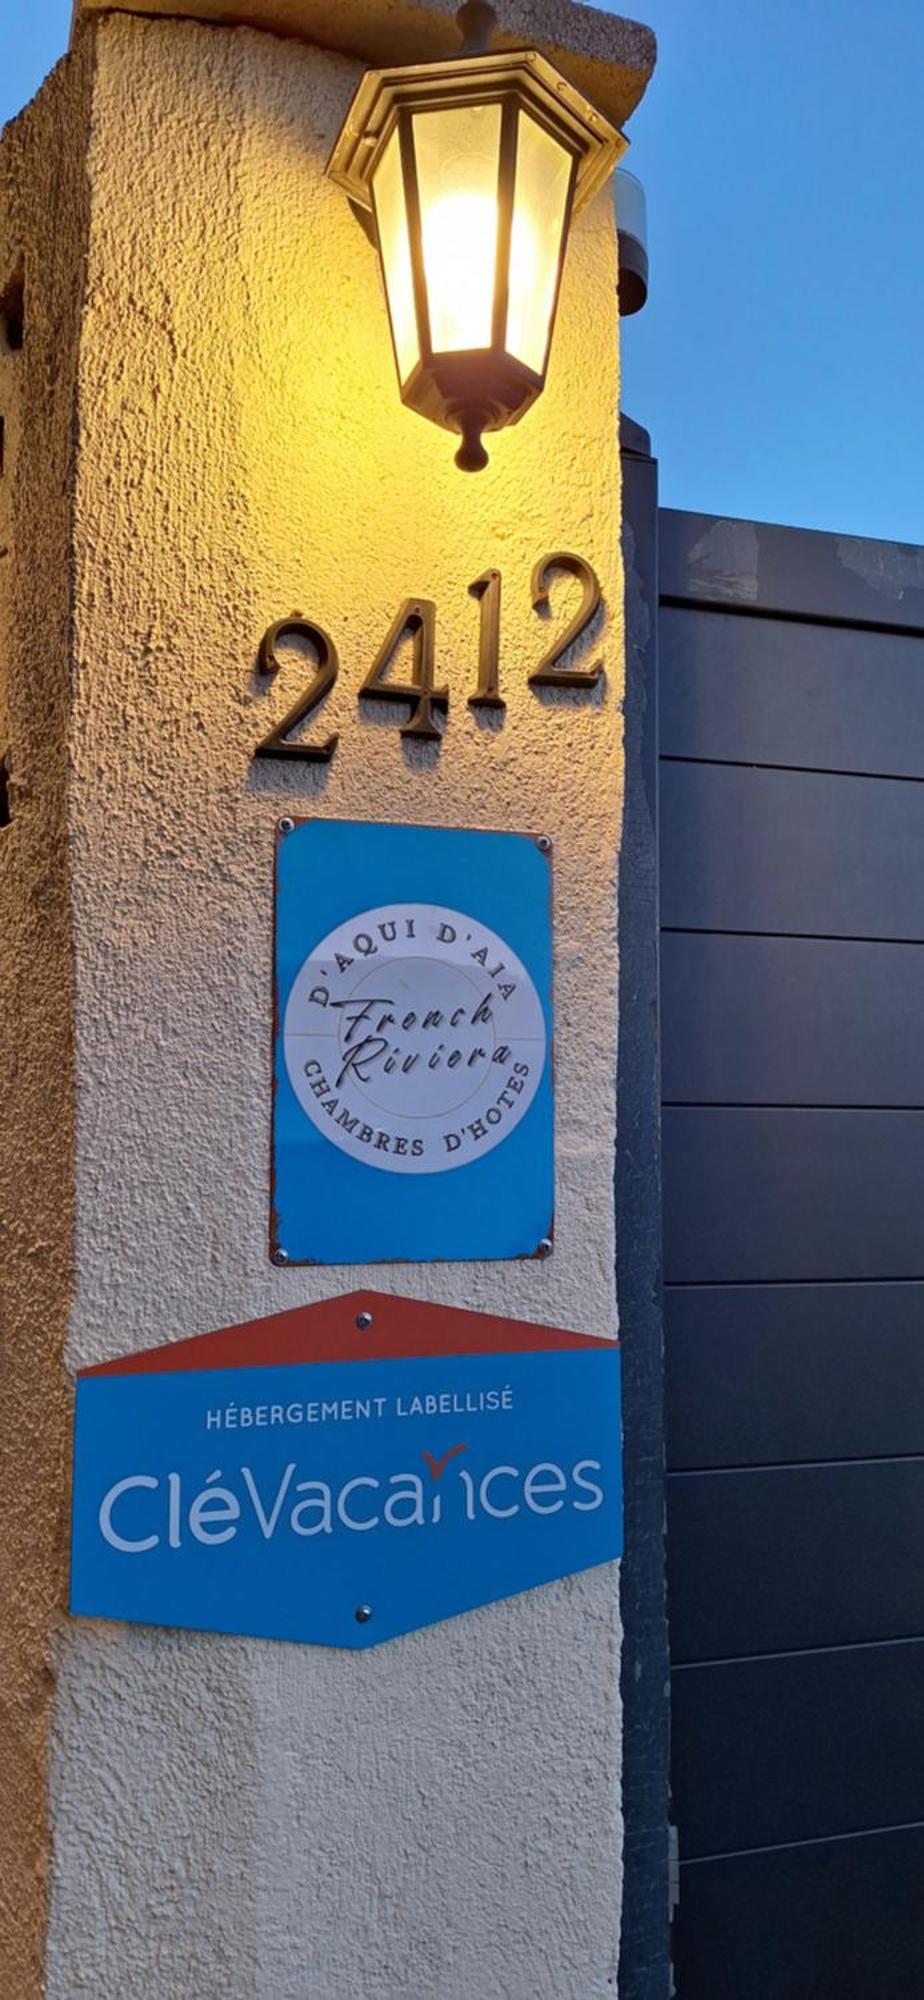 2412
D'AQUI D'AIA
French
Riviera
CHAMBRES D'HOTES
HÉBERGEMENT LABELLISÉ
CléVacances